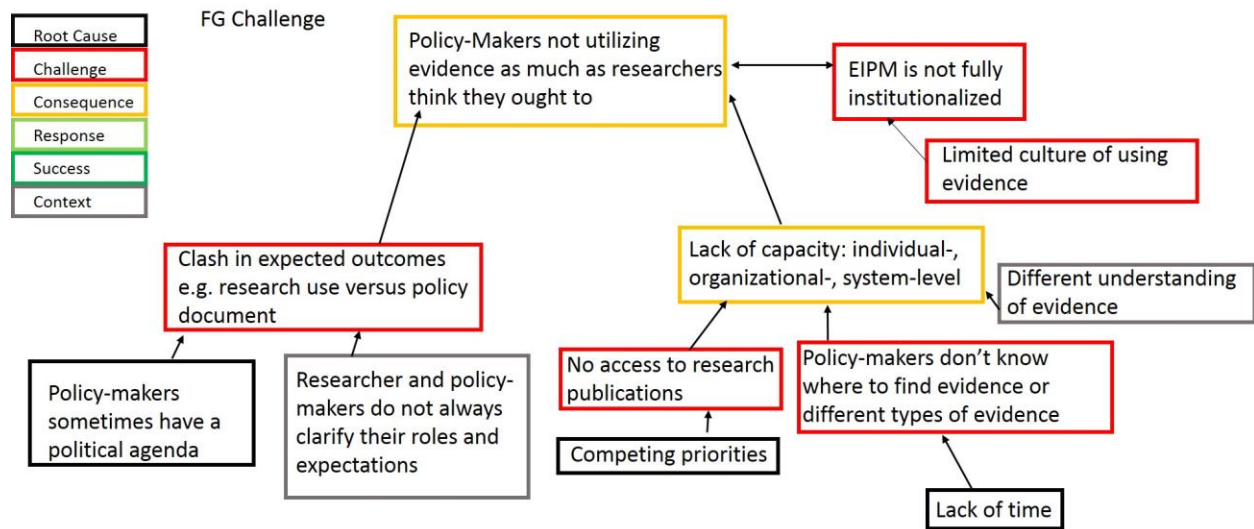 FG Challenge
Root Cause
Challenge
Consequence
Response
Success
Context
Policy-Makers not utilizing
evidence as much as researchers
think they ought to
EIPM is not fully
institutionalized
Limited culture of using
evidence
Clash in expected outcomes
e.g. research use versus policy
document
Lack of capacity: individual-,
organizational-, system-level
Different understanding
of evidence
Policy-makers
sometimes have a
political agenda
Researcher and policy-
makers do not always
clarify their roles and
expectations
No access to research
publications
Policy-makers don’t know
where to find evidence or
different types of evidence
Competing priorities
Lack of time